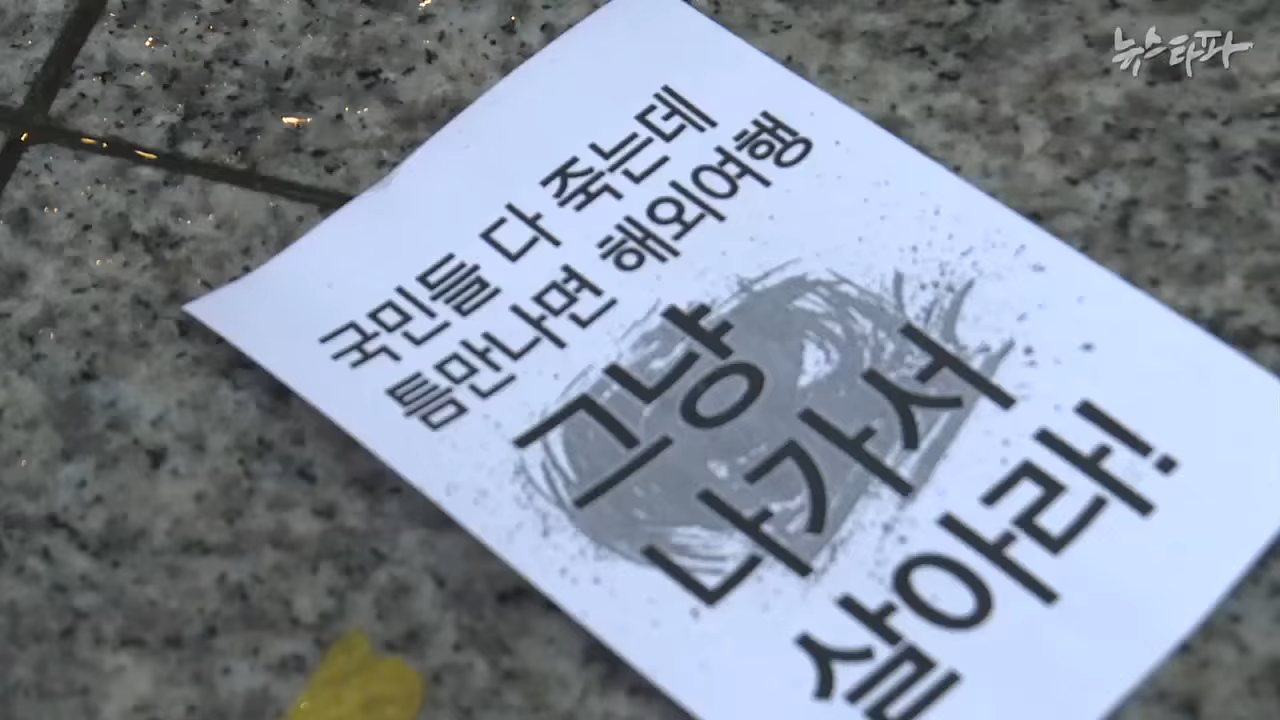 뉴스타파
국민들 다 죽는데
틈만나면 해외여행
그냥
나가서
살아라!